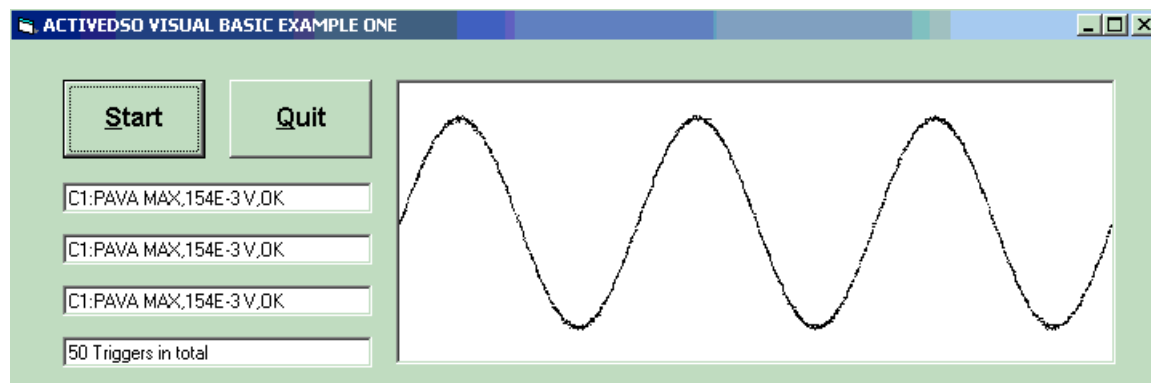 ACTIVEDSO VISUAL BASIC EXAMPLE ONE
Start
Quit
C1:PAVA MAX,154E-3 V,OK
C1:PAVA MAX,154E-3 V,OK
C1:PAVA MAX,154E-3 V,OK
50 Triggers in total